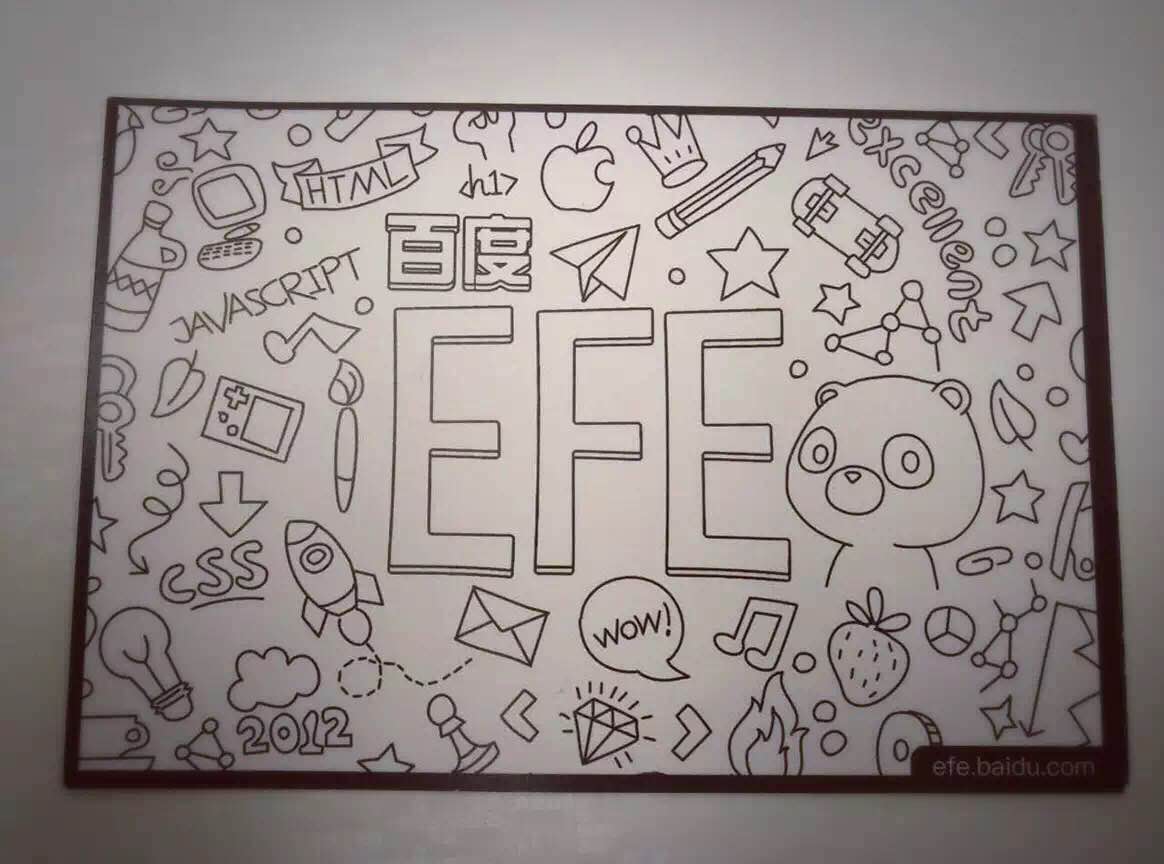 excellent
HTML
<h1>
百度
JAVASCRIPT
EFE
CSS
WOW!
2012
efe.baidu.com